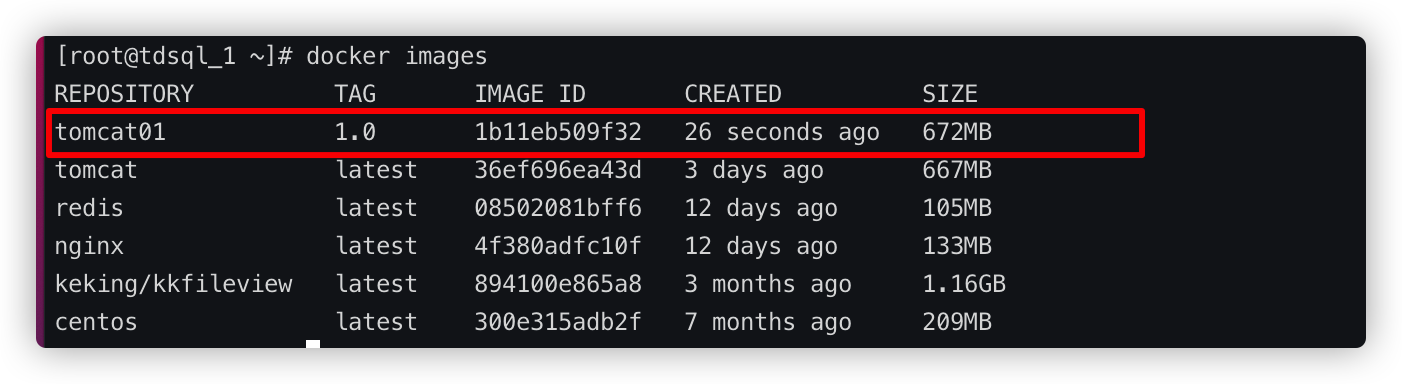 [root@tdsql_1 ~]# docker images
REPOSITORY          TAG       IMAGE ID       CREATED          SIZE
tomcat01            1.0       1b11eb509f32   26 seconds ago   672MB
tomcat              latest    36ef696ea43d   3 days ago       667MB
redis               latest    08502081bff6   12 days ago      105MB
nginx               latest    4f380adfc10f   12 days ago      133MB
keking/kkfileview   latest    894100e865a8   3 months ago     1.16GB
centos              latest    300e315adb2f   7 months ago     209MB